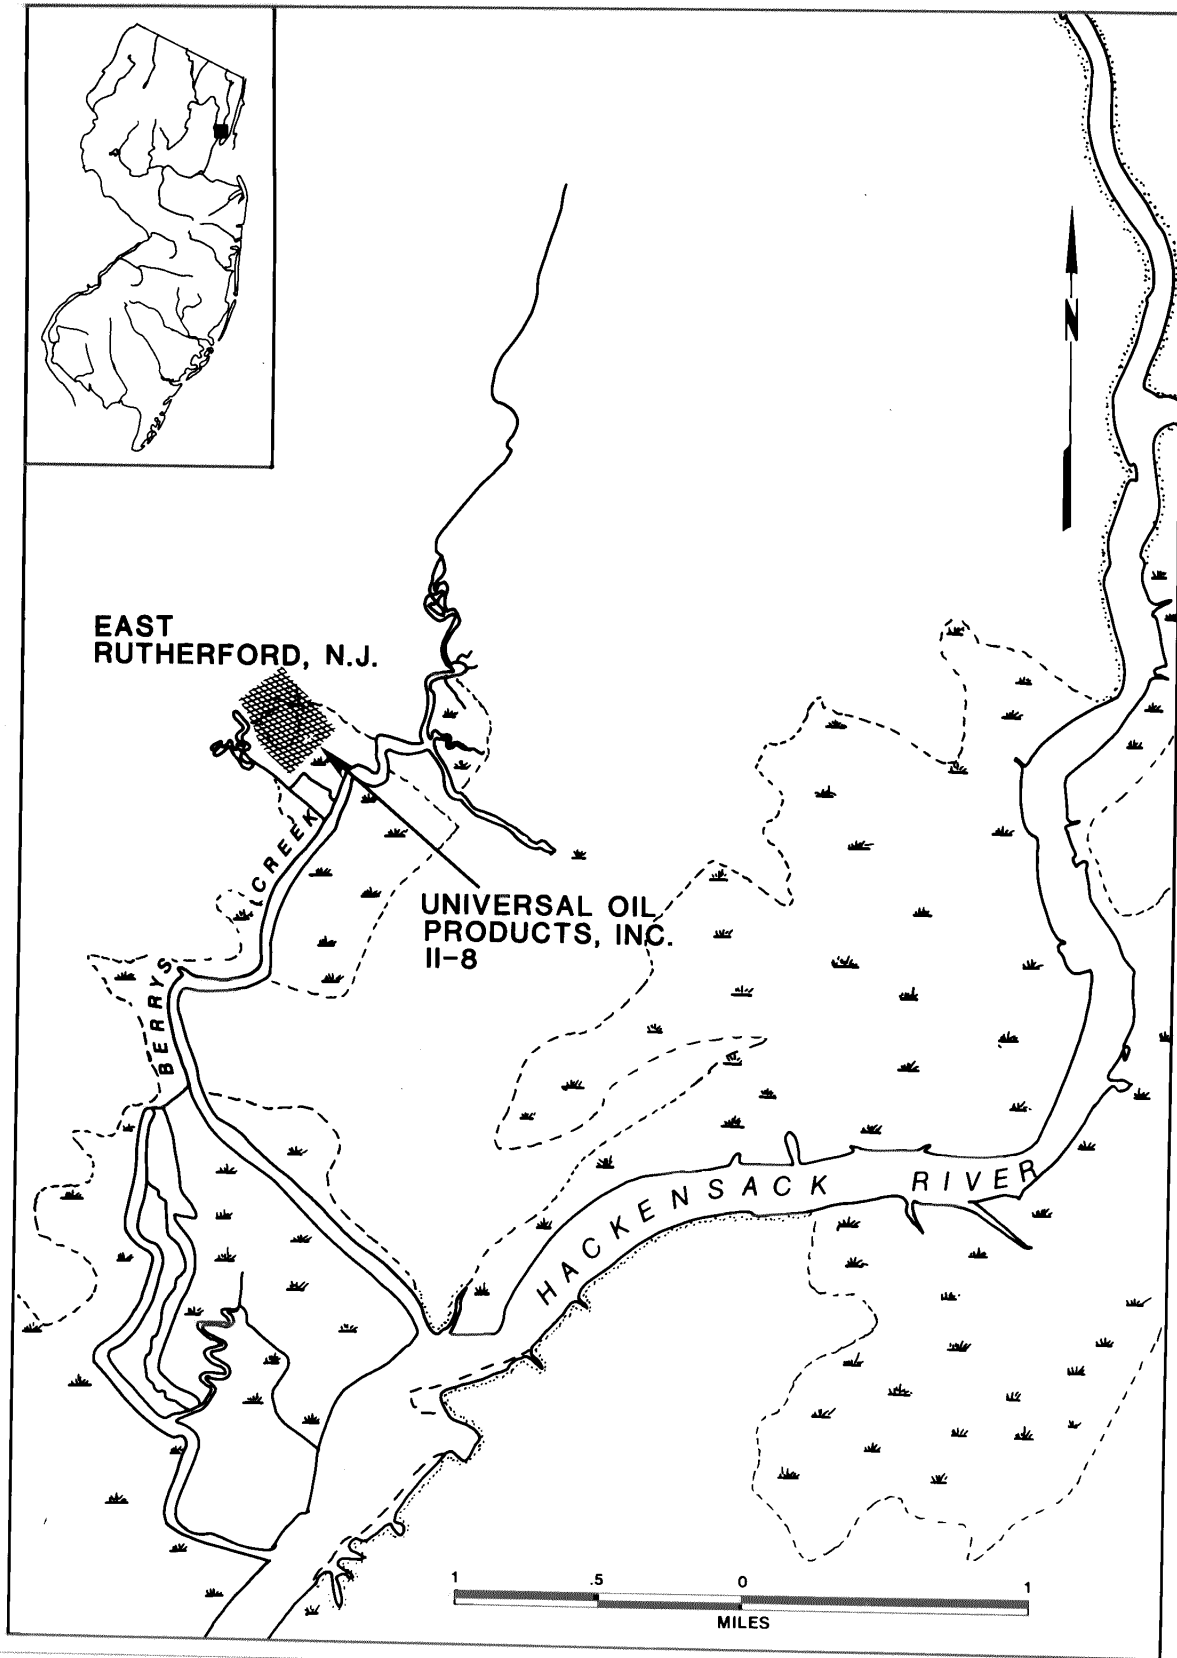 N
EAST
RUTHERFORD, N.J.
CREEK
BERRYS
UNIVERSAL OIL
PRODUCTS, INC.
II-8
HACKENSACK RIVER
1 .5 0 1
MILES